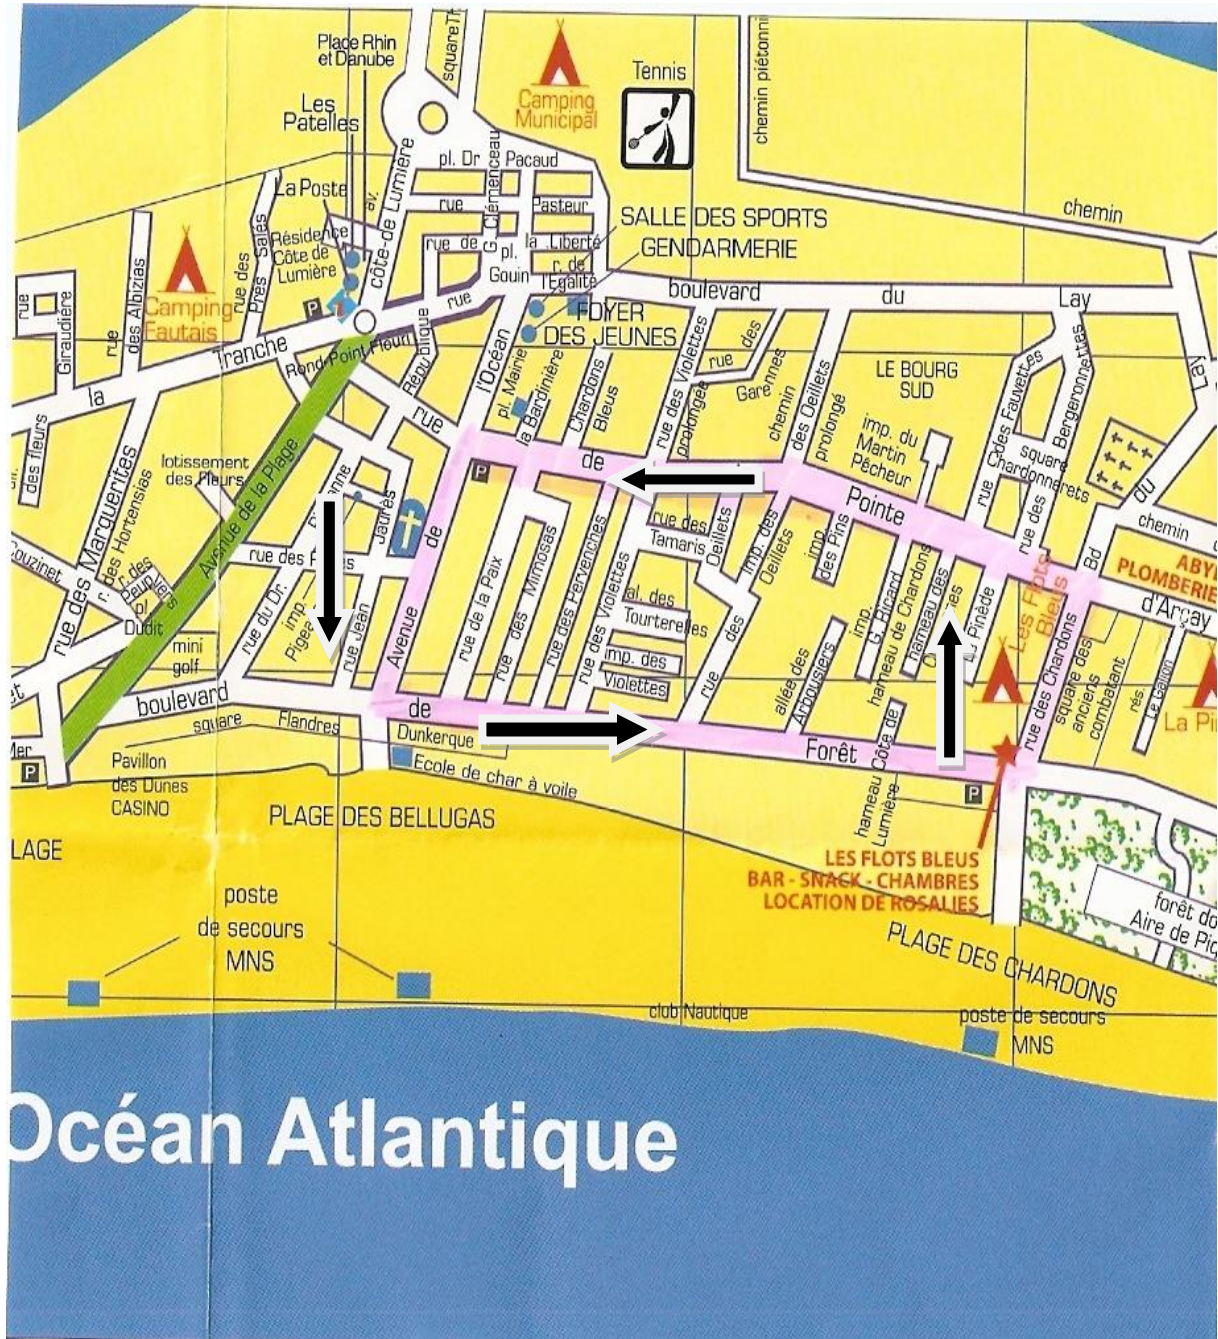 Place Rhin
et Danube
square
Camping
Municipal
Tennis
chemin piétonni
Les
Patelles
pl. Dr Pacaud
G. Clémenceau
La Poste
av.
côte de Lumière
rue Pasteur
SALLE DES SPORTS
GENDARMERIE
chemin
Résidence
Côte de
Lumière
rue de la Liberté
pl.
Gouin
r. de
l'Egalité
rue des
Prés Salés
rue
des Albizias
rue
Giraudière
Camping
Fautais
P
rue
boulevard du Lay
FOYER
DES JEUNES
Tranche
la
Rond-Point Fleuri
République
rue
l'Océan
pl. Mairie
la Bardinière
Chardons
Bleus
rue des Violettes
prolongée
rue des
Garennes
chemin
des Oeillets
prolongé
LE BOURG
SUD
imp. du
Martin
Pêcheur
rue des Fauvettes
Bergeronnettes
square
Chardonnerets
rue des
du
Lay
chemin
des fleurs
rue des Marguerites
r. des Hortensias
lotissement
des Fleurs
Avenue de la Plage
Jaurès
P
de
Pointe
ABY
PLOMBERIE
d'Arçay
Bd
Couzinet
r. des
Peupliers
pl
Dudit
mini
golf
rue des
rue du Dr.
imp.
rue Jean
Avenue
de
rue de la Paix
rue des Mimosas
rue des Pervenches
rue des Violettes
rue des
Tamaris
Oeillets
imp. des
Oeillets
imp.
des Pins
al. des
Tourterelles
imp. des
Violettes
rue des
allée des
Arbousiers
imp.
G. Ricard
hameau de Chardons
hameau des
Pinède
Les Flots
Bleus
rue des Chardons
square des
anciens
combattant
rés.
Le Galion
La Pi
boulevard
de
Forêt
square Flandres Dunkerque
hameau Côte de
Lumière
Mer
P
Pavillon
des Dunes
CASINO
Ecole de char à voile
P
PLAGE DES BELLUGAS
LAGE
LES FLOTS BLEUS
BAR - SNACK - CHAMBRES
LOCATION DE ROSALIES
forêt do
Aire de Piq
poste
de secours
MNS
PLAGE DES CHARDONS
club Nautique
poste de secours
MNS
Océan Atlantique